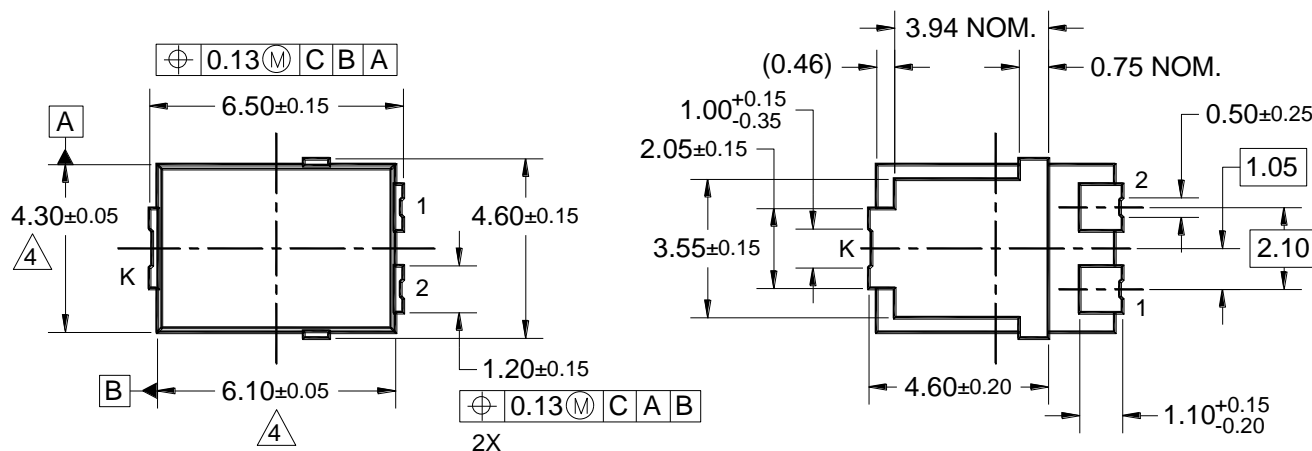 ⌖ 0.13 Ⓜ C B A
6.50±0.15
A
4.30±0.05
4
K
1
2
4.60±0.15
1.20±0.15
B
6.10±0.05
4
⌖ 0.13 Ⓜ C A B
2X
3.94 NOM.
(0.46)
0.75 NOM.
1.00+0.15
-0.35
0.50±0.25
2.05±0.15
2
1.05
3.55±0.15
K
2.10
1
4.60±0.20
1.10+0.15
-0.20